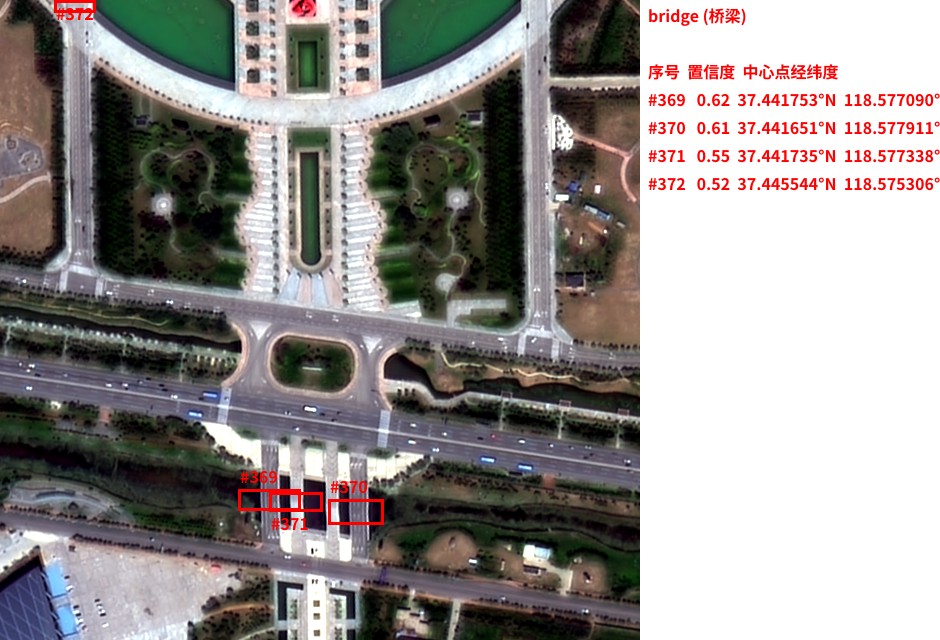 bridge (桥梁)
序号 置信度 中心点经纬度
#369 0.62 37.441753°N 118.577090°
#370 0.61 37.441651°N 118.577911°
#371 0.55 37.441735°N 118.577338°
#372 0.52 37.445544°N 118.575306°
#372
#369
#370
#371